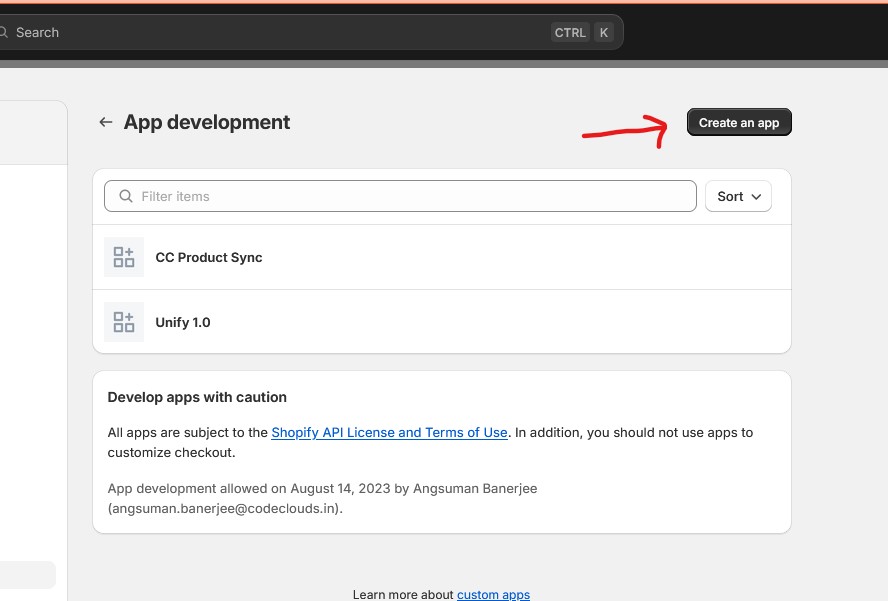 Search
CTRL K
App development
Create an app
Filter items
Sort
CC Product Sync
Unify 1.0
Develop apps with caution
All apps are subject to the Shopify API License and Terms of Use. In addition, you should not use apps to
customize checkout.
App development allowed on August 14, 2023 by Angsuman Banerjee
(angsuman.banerjee@codeclouds.in).
Learn more about custom apps